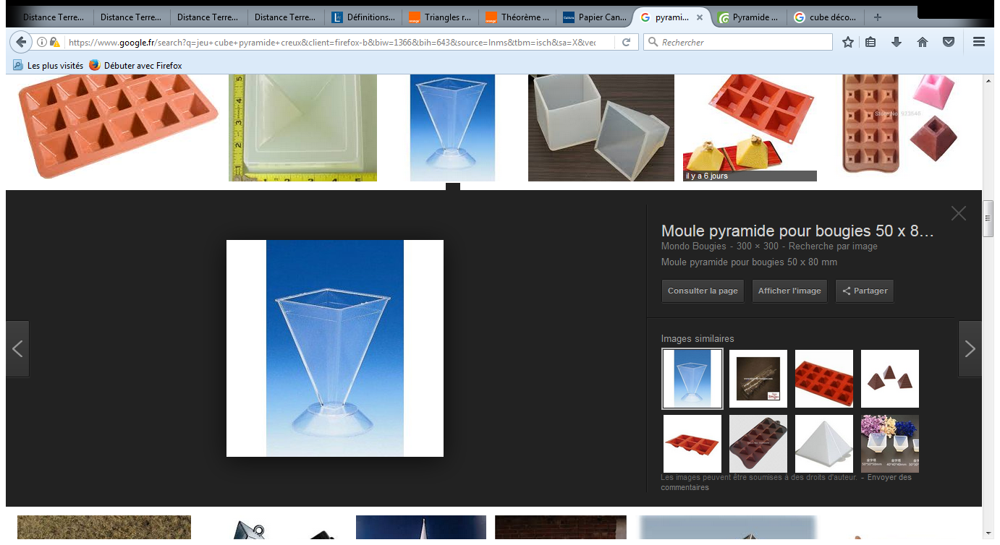 Distance Terre...
Distance Terre...
Distance Terre...
Distance Terre...
Définitions...
Triangles r...
Théorème ...
Papier Can...
pyrami...
Pyramide ...
cube déco...
https://www.google.fr/search?q=jeu+cube+pyramide+creux&client=firefox-b&biw=1366&bih=643&source=lnms&tbm=isch&sa=X&vec
Rechercher
Les plus visités
Débuter avec Firefox
il y a 6 jours
Moule pyramide pour bougies 50 x 8...
Mondo Bougies - 300 × 300 - Recherche par image
Moule pyramide pour bougies 50 x 80 mm
Consulter la page
Afficher l'image
Partager
Images similaires
Les images peuvent être soumises à des droits d'auteur. - Envoyer des
commentaires